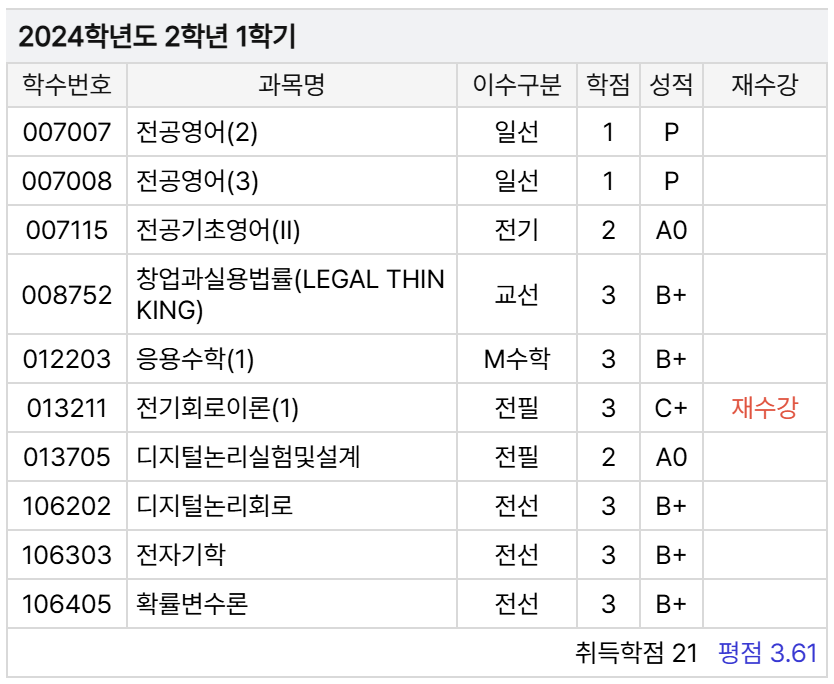 2024학년도 2학년 1학기
학수번호 과목명 이수구분 학점 성적 재수강
007007 전공영어(2) 일선 1 P
007008 전공영어(3) 일선 1 P
007115 전공기초영어(II) 전기 2 A0
008752 창업과실용법률(LEGAL THIN
KING) 교선 3 B+
012203 응용수학(1) M수학 3 B+
013211 전기회로이론(1) 전필 3 C+ 재수강
013705 디지털논리실험및설계 전필 2 A0
106202 디지털논리회로 전선 3 B+
106303 전자기학 전선 3 B+
106405 확률변수론 전선 3 B+
취득학점 21 평점 3.61